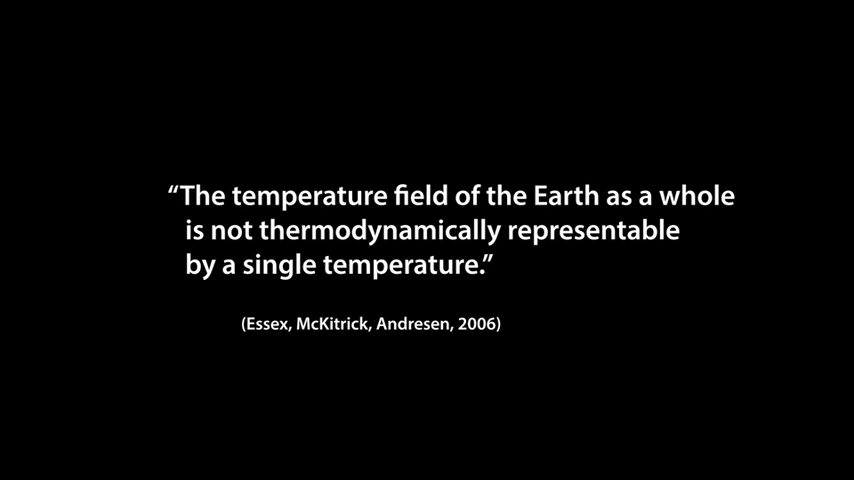 “The temperature field of the Earth as a whole
is not thermodynamically representable
by a single temperature.”
(Essex, McKitrick, Andresen, 2006)